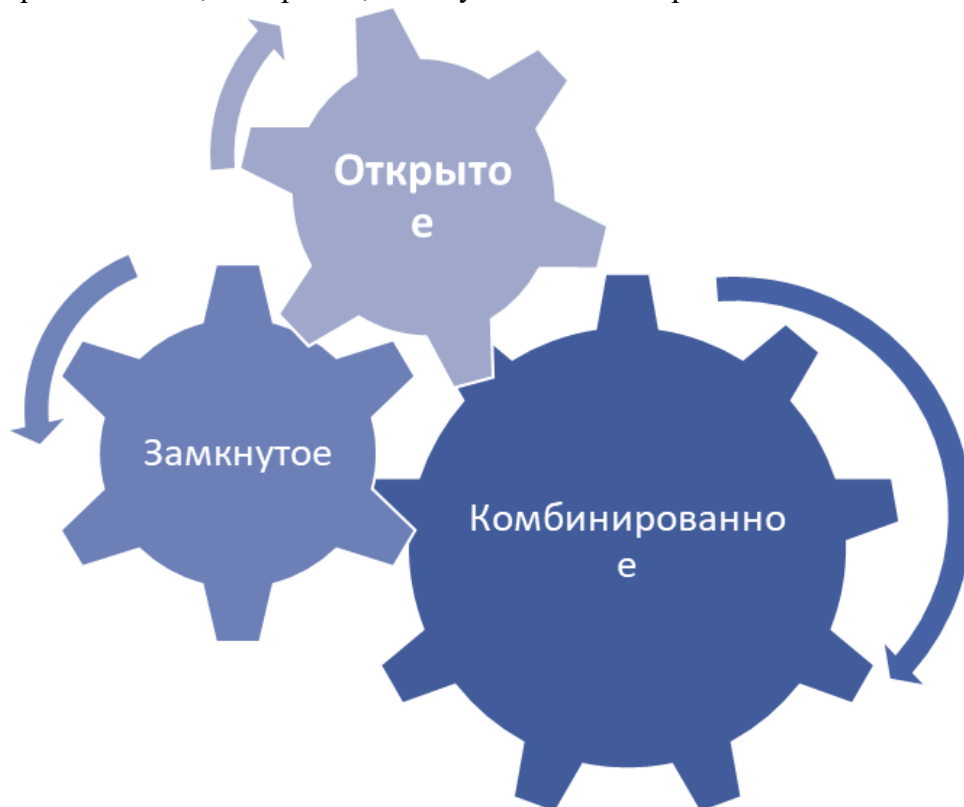 Открыто
е
Замкнутое
Комбинированно
е